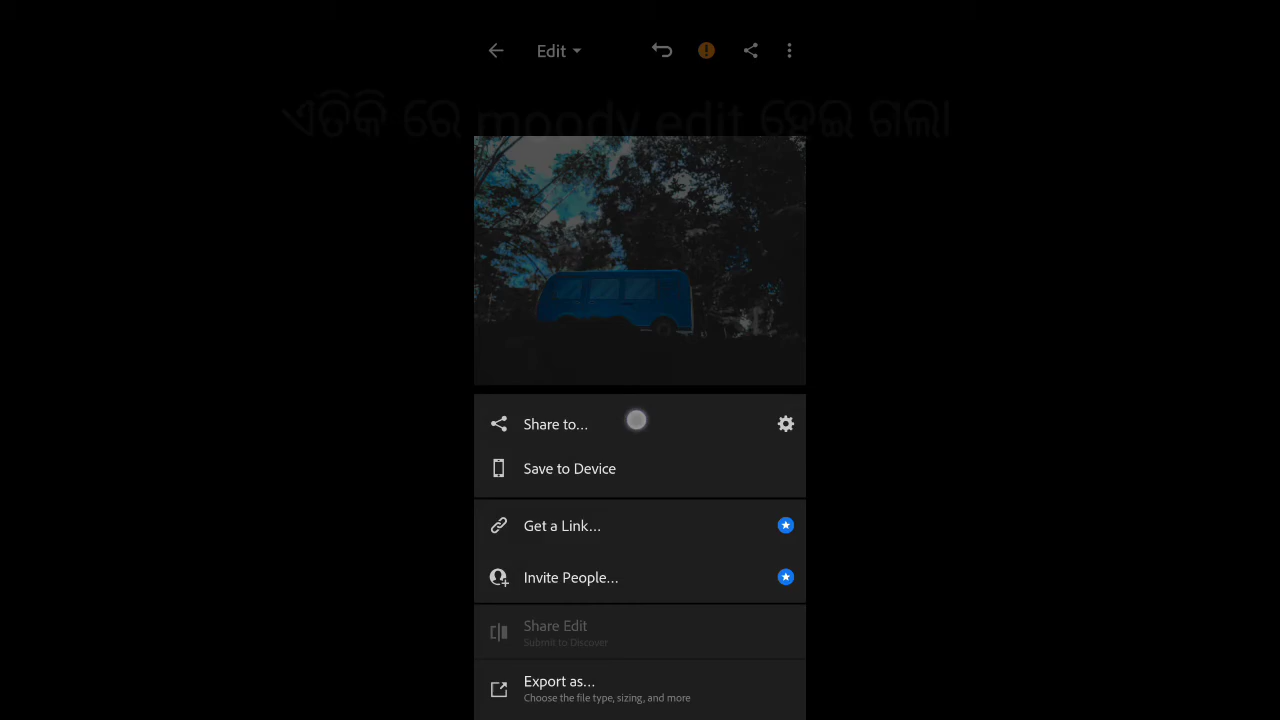 Edit
ଏତିକି ରେ moody edit ହେଇ ଗଲା
Share to...
Save to Device
Get a Link...
Invite People...
Share Edit
Submit to Discover
Export as...
Choose the file type, sizing, and more